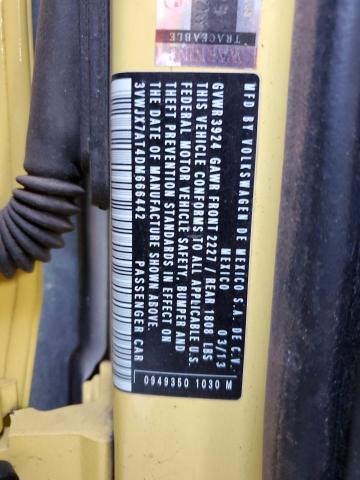 TRACEABLE
MFD BY VOLKSWAGEN DE MEXICO S.A. DE C.V.
MEXICO 03/13
GVWR3924 GAWR FRONT 2227 / REAR 1808 LBS
THIS VEHICLE CONFORMS TO ALL APPLICABLE U.S.
FEDERAL MOTOR VEHICLE SAFETY, BUMPER AND
THEFT PREVENTION STANDARDS IN EFFECT ON
THE DATE OF MANUFACTURE SHOWN ABOVE.
3VWJX7AT4DM666442 PASSENGER CAR
0949350 1030 M